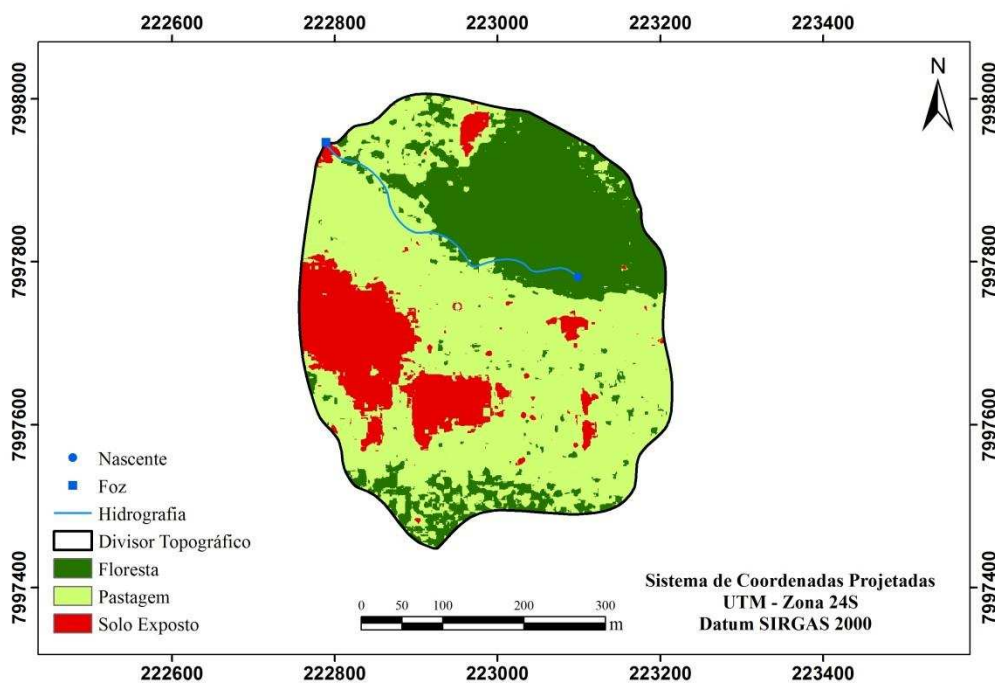 222600 222800 223000 223200 223400
7998000 7998000
N
7997800 7997800
7997600 7997600
7997400 7997400
Nascente
Foz
Hidrografia
Divisor Topográfico
Floresta
Pastagem
Solo Exposto
0 50 100 200 300
m
Sistema de Coordenadas Projetadas
UTM - Zona 24S
Datum SIRGAS 2000
222600 222800 223000 223200 223400